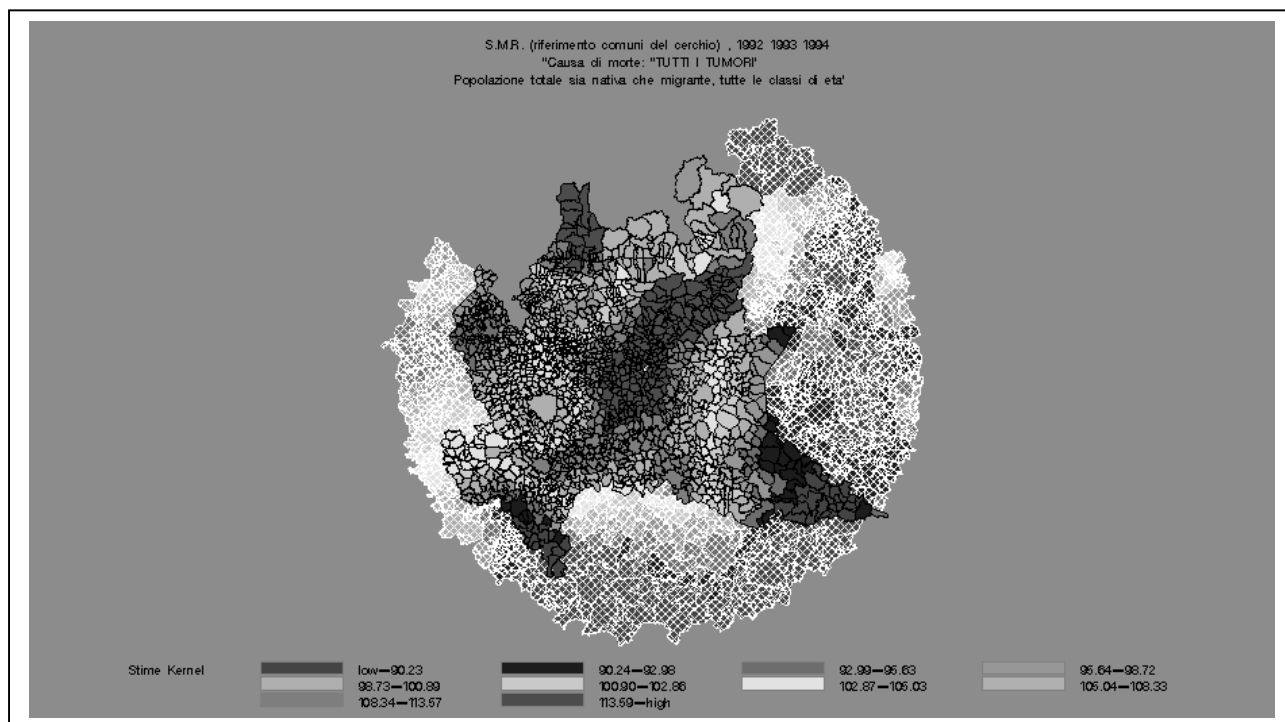 S.M.R. (riferimento comuni del cerchio) , 1992 1993 1994
"Causa di morte: "TUTTI I TUMORI"
Popolazione totale sia nativa che migrante, tutte le classi di eta'
Stime Kernel low—90.23 90.24—92.98 92.99—95.63 95.64—98.72
98.73—100.89 100.90—102.86 102.87—105.03 105.04—108.33
108.34—113.57 113.59—high